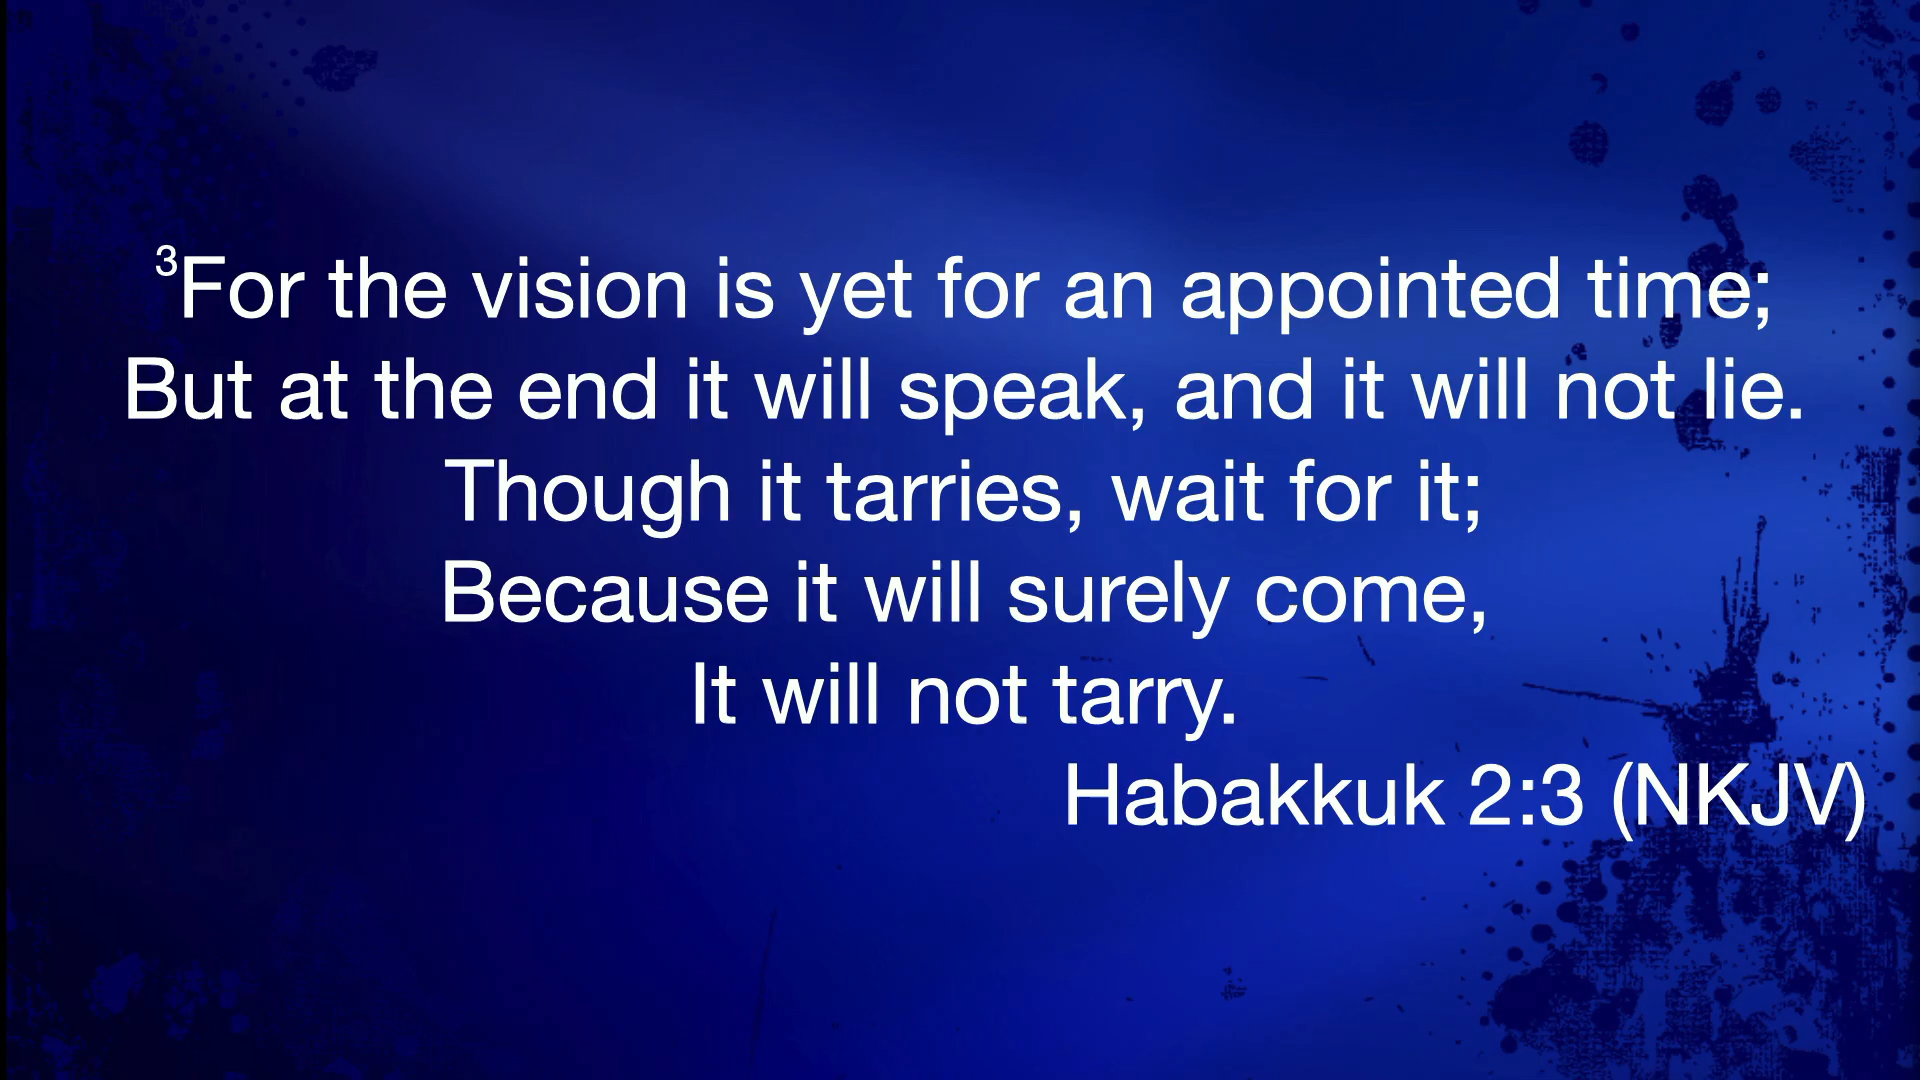 ³For the vision is yet for an appointed time;
But at the end it will speak, and it will not lie.
Though it tarries, wait for it;
Because it will surely come,
It will not tarry.
Habakkuk 2:3 (NKJV)